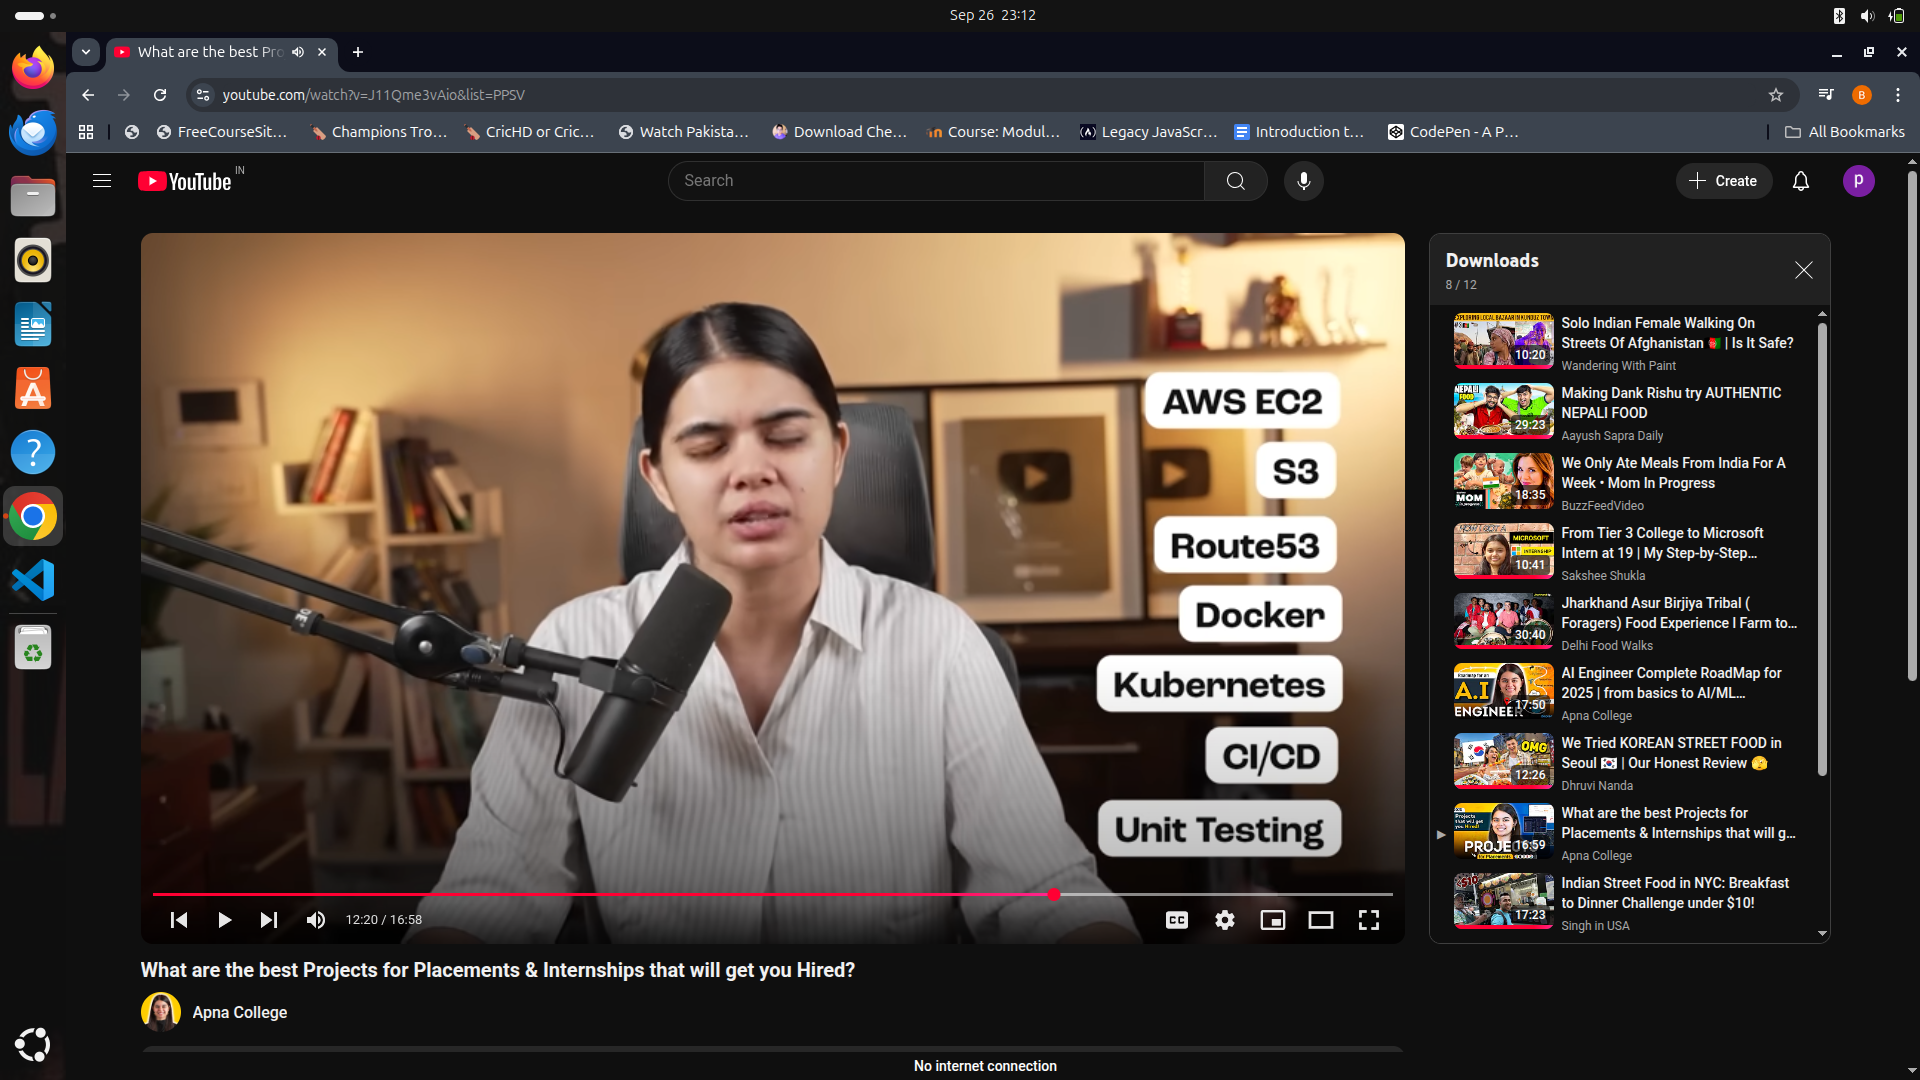 Sep 26 23:12
What are the best Pro
youtube.com/watch?v=J11Qme3vAio&list=PPSV
B
FreeCourseSit...
Champions Tro...
CricHD or Cric...
Watch Pakista...
Download Che...
Course: Modul...
Legacy JavaScr...
Introduction t...
CodePen - A P...
All Bookmarks
YouTube IN
Search
Create
p
AWS EC2
S3
Route53
Docker
Kubernetes
CI/CD
Unit Testing
12:20 / 16:58
CC
What are the best Projects for Placements & Internships that will get you Hired?
Apna College
Downloads
8 / 12
10:20
Solo Indian Female Walking On
Streets Of Afghanistan 🇦🇫 | Is It Safe?
Wandering With Paint
NEPALI
FOOD
29:23
Making Dank Rishu try AUTHENTIC
NEPALI FOOD
Aayush Sapra Daily
MOM
18:35
We Only Ate Meals From India For A
Week • Mom In Progress
BuzzFeedVideo
MICROSOFT
INTERNSHIP
10:41
From Tier 3 College to Microsoft
Intern at 19 | My Step-by-Step...
Sakshee Shukla
30:40
Jharkhand Asur Birjiya Tribal (
Foragers) Food Experience I Farm to...
Delhi Food Walks
A.I
ENGINEER
17:50
AI Engineer Complete RoadMap for
2025 | from basics to AI/ML...
Apna College
OMG
12:26
We Tried KOREAN STREET FOOD in
Seoul 🇰🇷 | Our Honest Review 🫣
Dhruvi Nanda
16:59
What are the best Projects for
Placements & Internships that will g...
Apna College
$10!
17:23
Indian Street Food in NYC: Breakfast
to Dinner Challenge under $10!
Singh in USA
No internet connection